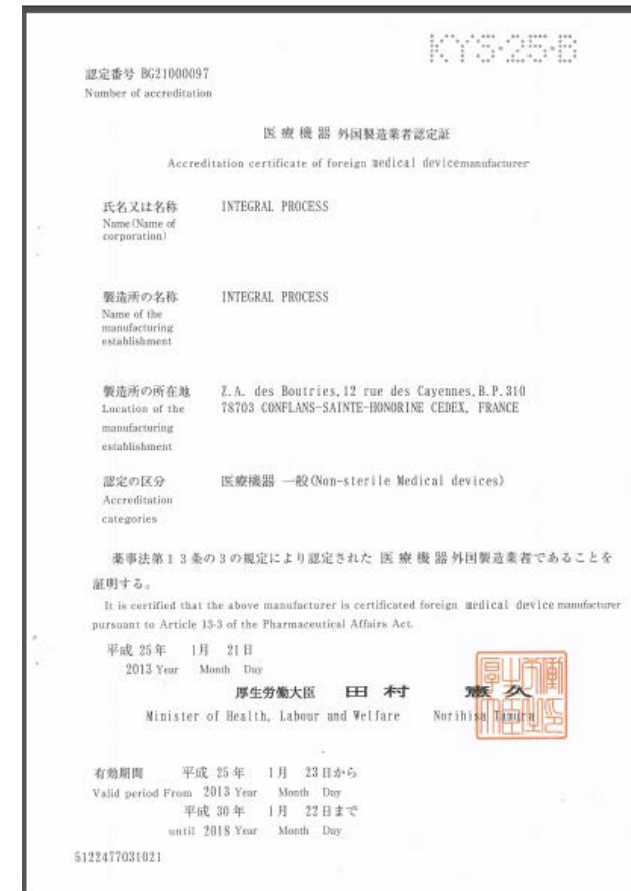 KYS・25・B
認定番号 BG21000097
Number of accreditation
医療機器 外国製造業者認定証
Accreditation certificate of foreign medical devicemanufacturer
氏名又は名称 INTEGRAL PROCESS
Name(Name of
corporation)
製造所の名称 INTEGRAL PROCESS
Name of the
manufacturing
establishment
製造所の所在地 Z.A. des Boutries,12 rue des Cayennes,B.P.310
Location of the 78703 CONFLANS-SAINTE-HONORINE CEDEX, FRANCE
manufacturing
establishment
認定の区分 医療機器 一般(Non-sterile Medical devices)
Accreditation
categories
薬事法第13条の3の規定により認定された 医療機器外国製造業者であることを
証明する。
It is certified that the above manufacturer is certificated foreign medical device manufacturer
pursuant to Article 13-3 of the Pharmaceutical Affairs Act.
平成 25年 1月 21日
2013 Year Month Day
厚生労働大臣 田村 憲久
Minister of Health, Labour and Welfare Norihisa Tamura
有効期間 平成 25年 1月 23日から
Valid period From 2013 Year Month Day
平成 30年 1月 22日まで
until 2018 Year Month Day
5122477031021